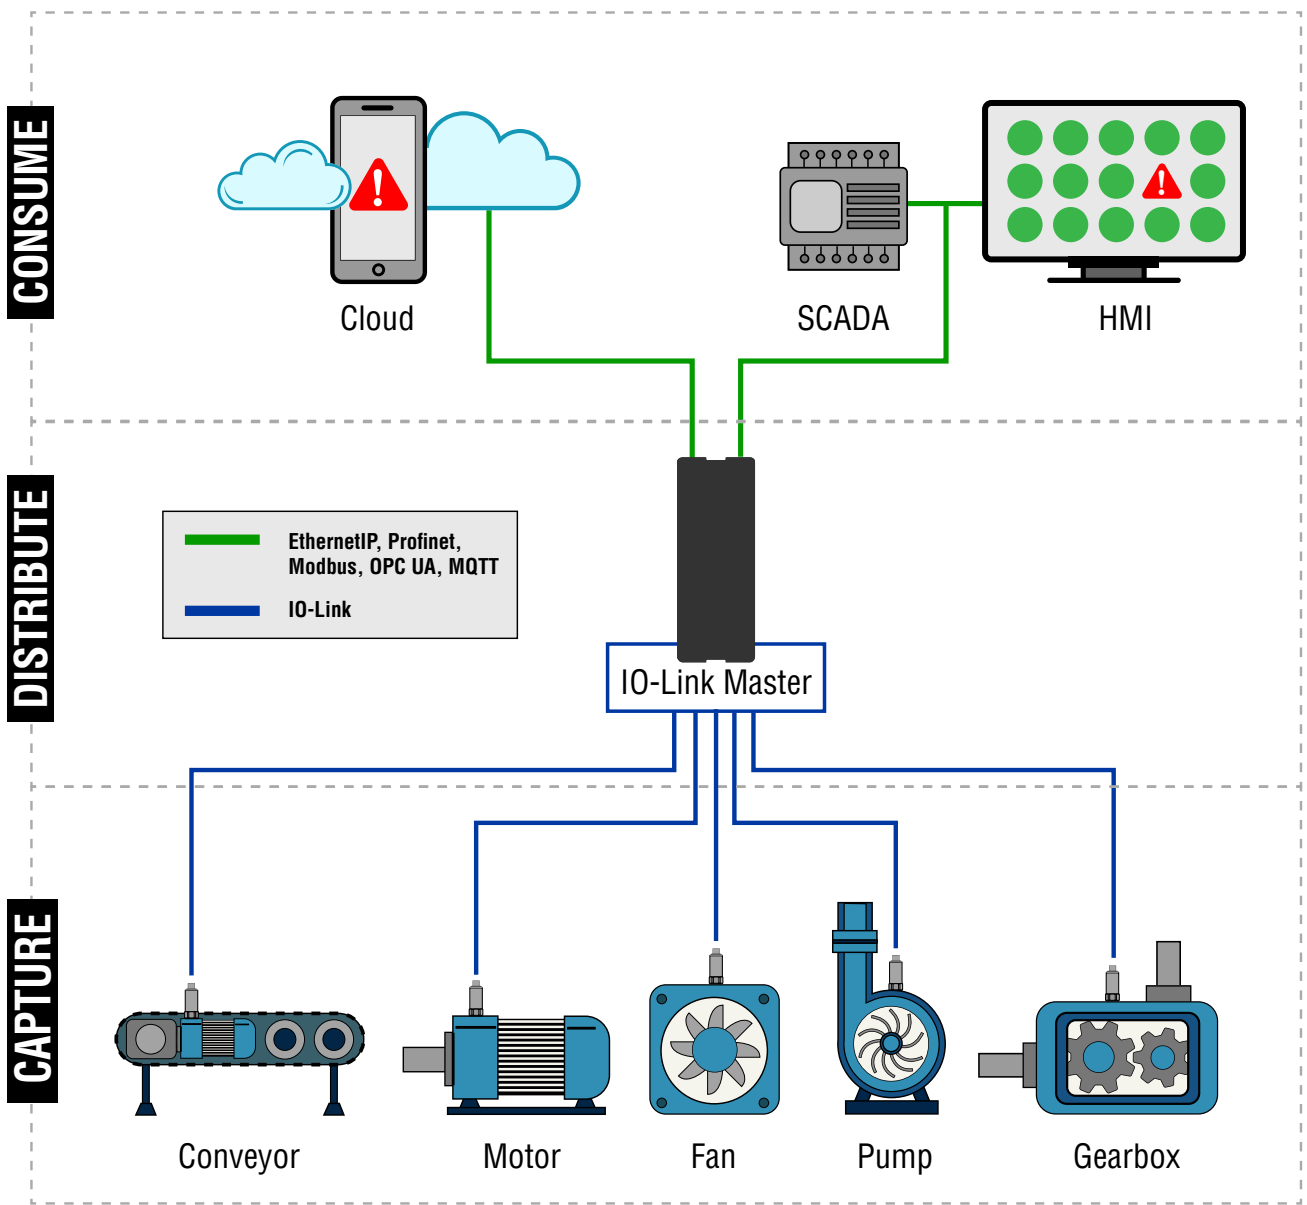 CONSUME
Cloud
SCADA
HMI
DISTRIBUTE
EthernetIP, Profinet,
Modbus, OPC UA, MQTT
IO-Link
IO-Link Master
CAPTURE
Conveyor
Motor
Fan
Pump
Gearbox